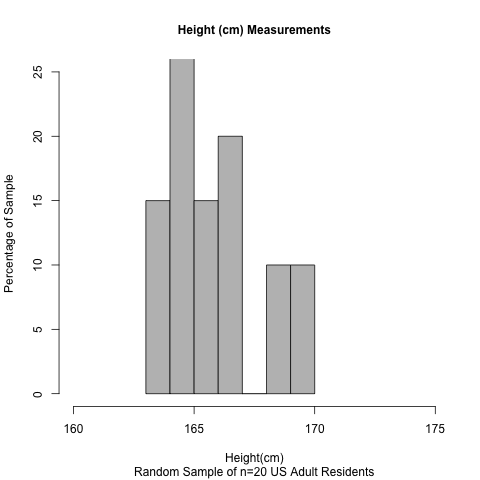 Height (cm) Measurements
Percentage of Sample
25
20
15
10
5
0
160 165 170 175
Height(cm)
Random Sample of n=20 US Adult Residents